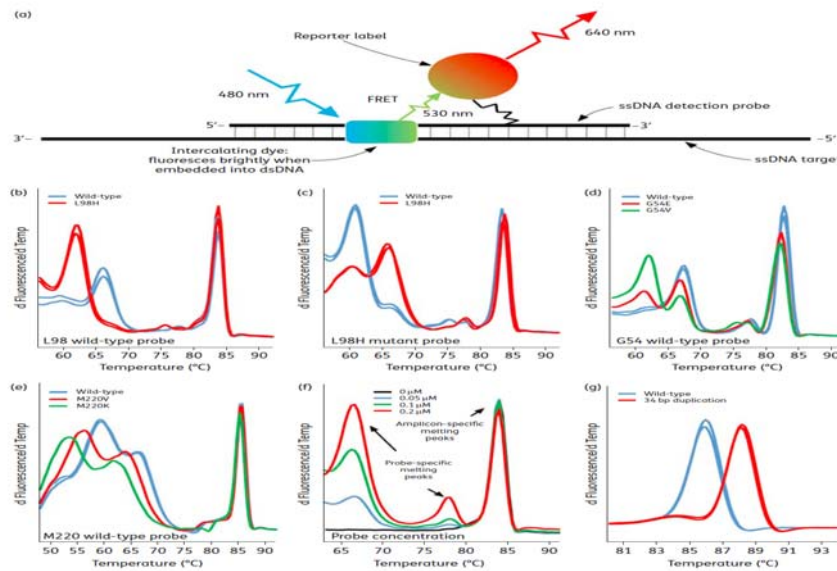 (a)
Reporter label
640 nm
480 nm
FRET
530 nm
ssDNA detection probe
5′–
–3′
3′–
–5′
Intercalating dye:
fluoresces brightly when
embedded into dsDNA
ssDNA target
(b)
Wild-type
L98H
d Fluorescence/d Temp
L98 wild-type probe
60 65 70 75 80 85 90
Temperature (°C)
(c)
Wild-type
L98H
d Fluorescence/d Temp
L98H mutant probe
65 70 75 80 85 90
Temperature (°C)
(d)
Wild-type
G54E
G54V
d Fluorescence/d Temp
G54 wild-type probe
60 65 70 75 80 85 90
Temperature (°C)
(e)
Wild-type
M220V
M220K
d Fluorescence/d Temp
M220 wild-type probe
50 55 60 65 70 75 80 85 90
Temperature (°C)
(f)
0 µM
0.05 µM
0.1 µM
0.2 µM
Amplicon-specific
melting
peaks
Probe-specific
melting
peaks
d Fluorescence/d Temp
Probe concentration
65 70 75 80 85 90
Temperature (°C)
(g)
Wild-type
34 bp duplication
d Fluorescence/d Temp
81 83 85 87 89 91 93
Temperature (°C)